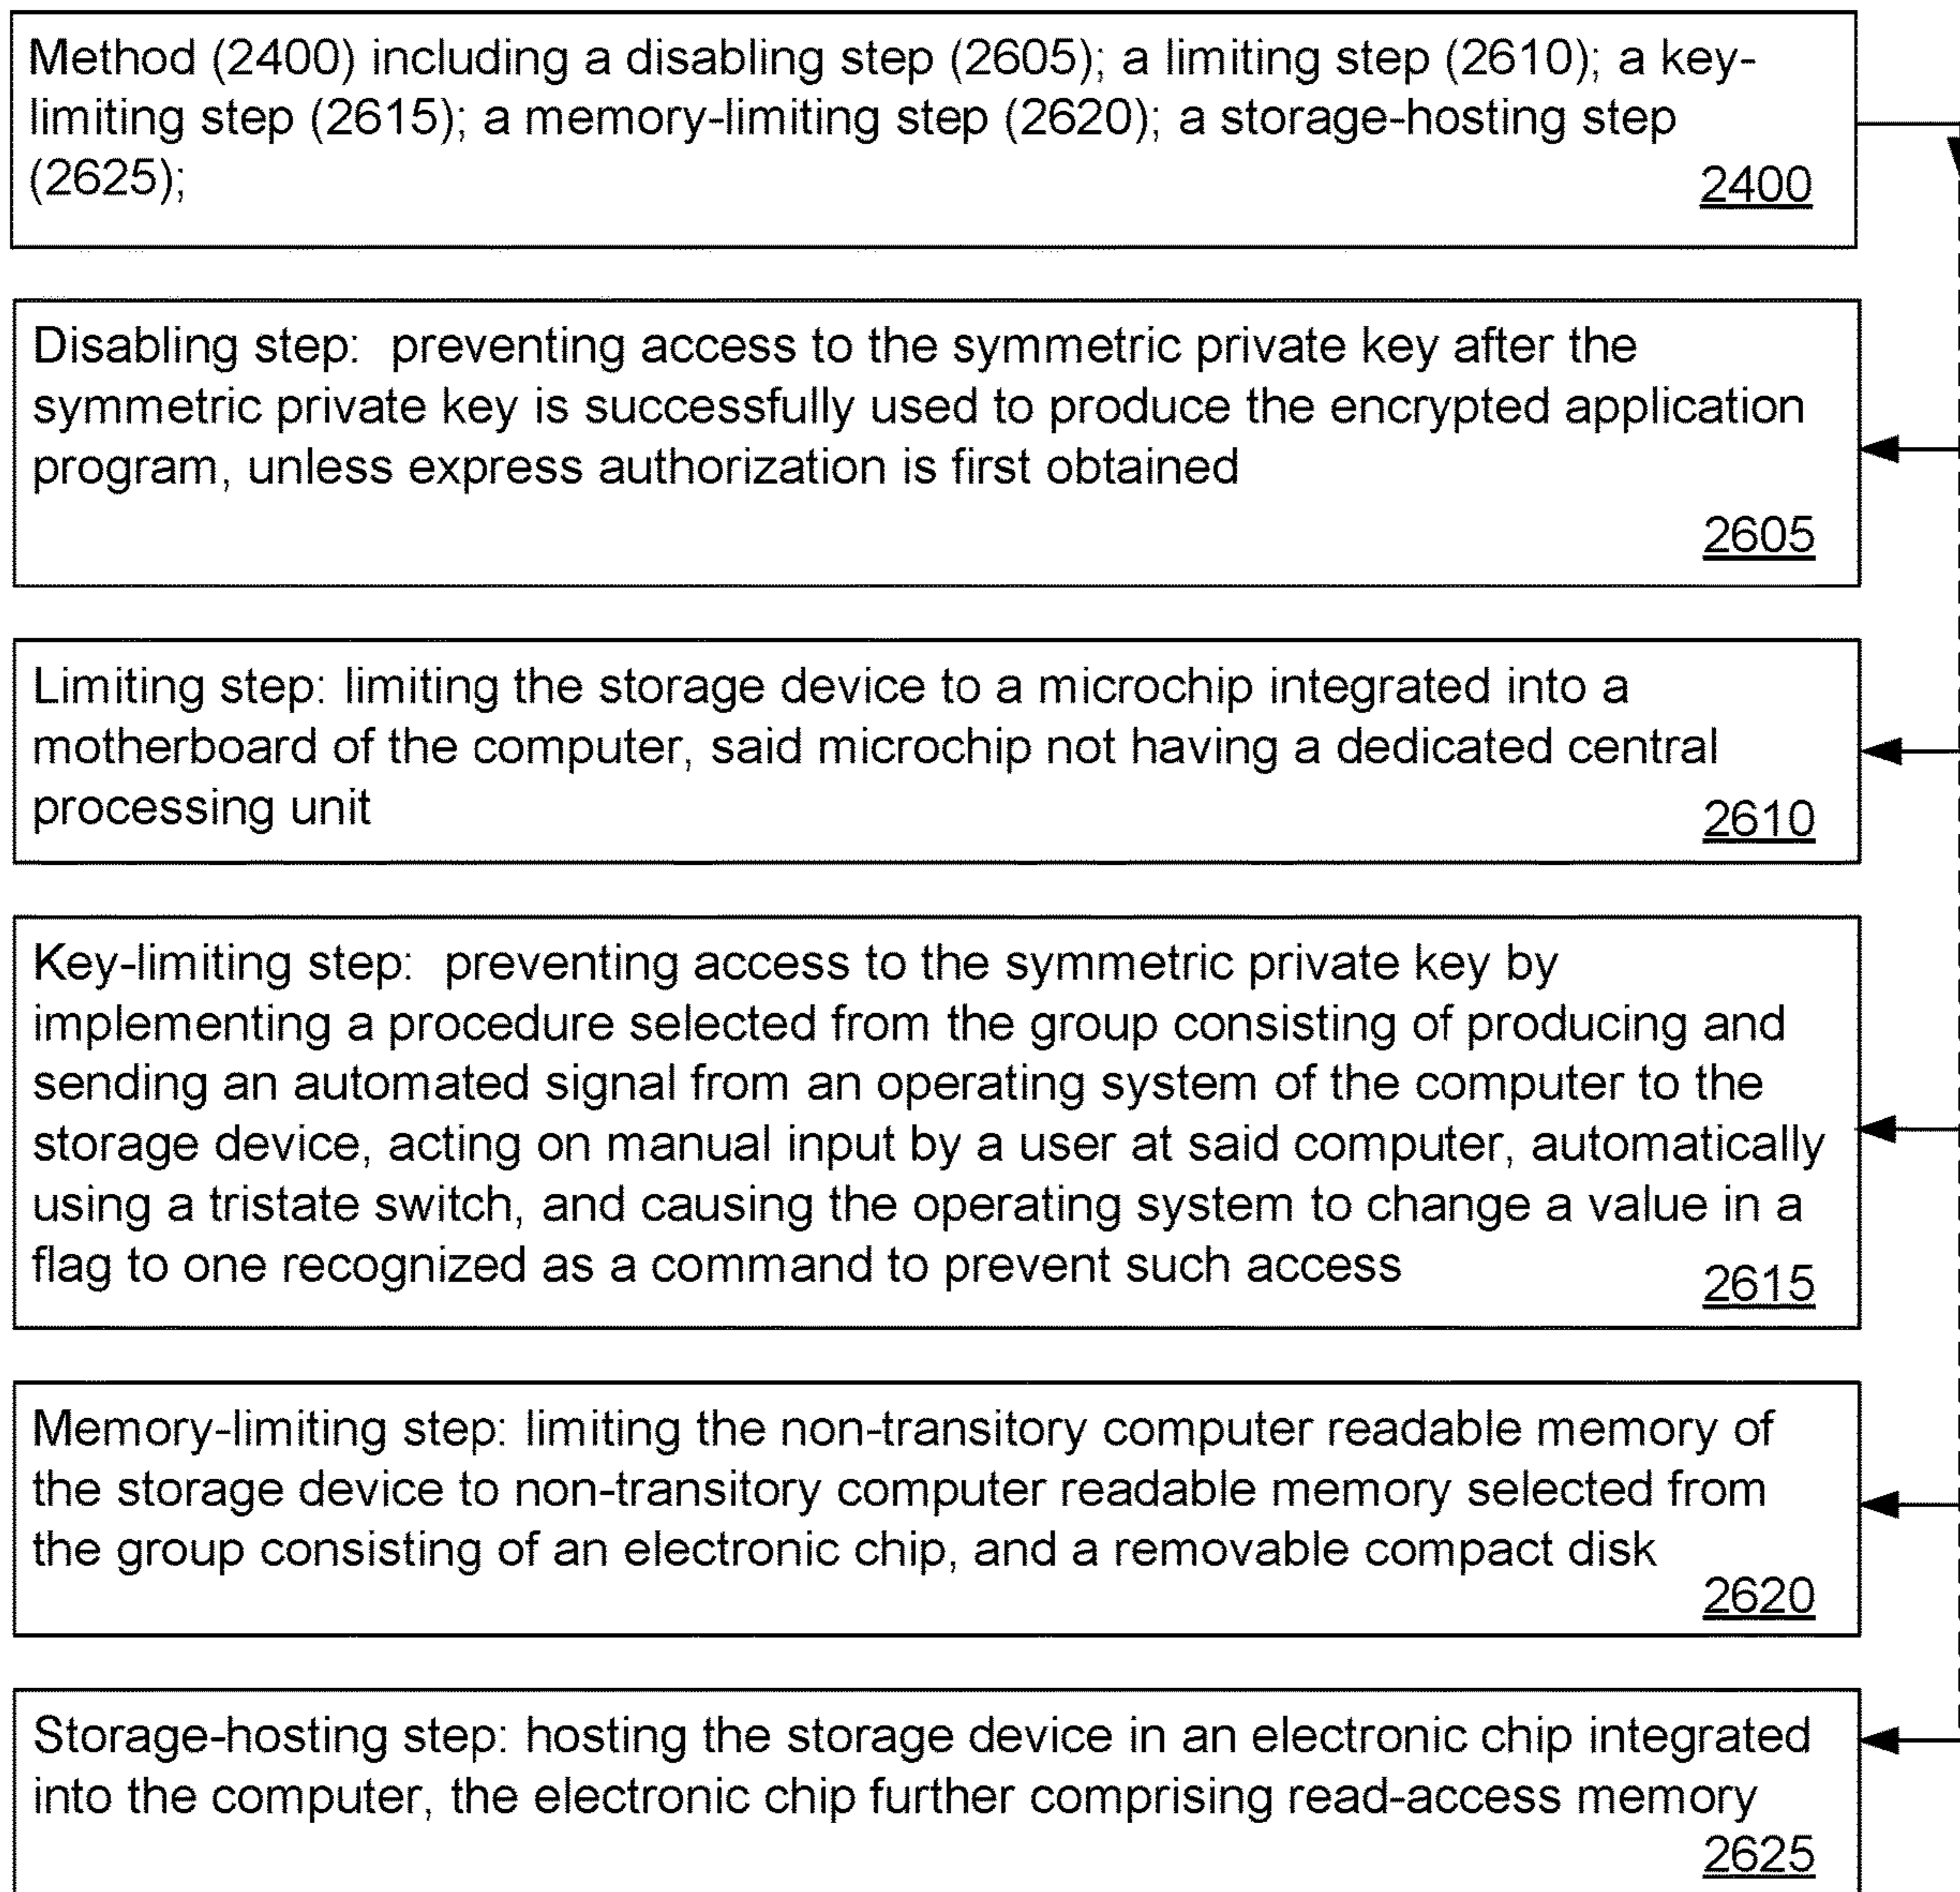 Method (2400) including a disabling step (2605); a limiting step (2610); a key-
limiting step (2615); a memory-limiting step (2620); a storage-hosting step
(2625);
2400
Disabling step: preventing access to the symmetric private key after the
symmetric private key is successfully used to produce the encrypted application
program, unless express authorization is first obtained
2605
Limiting step: limiting the storage device to a microchip integrated into a
motherboard of the computer, said microchip not having a dedicated central
processing unit
2610
Key-limiting step: preventing access to the symmetric private key by
implementing a procedure selected from the group consisting of producing and
sending an automated signal from an operating system of the computer to the
storage device, acting on manual input by a user at said computer, automatically
using a tristate switch, and causing the operating system to change a value in a
flag to one recognized as a command to prevent such access
2615
Memory-limiting step: limiting the non-transitory computer readable memory of
the storage device to non-transitory computer readable memory selected from
the group consisting of an electronic chip, and a removable compact disk
2620
Storage-hosting step: hosting the storage device in an electronic chip integrated
into the computer, the electronic chip further comprising read-access memory
2625